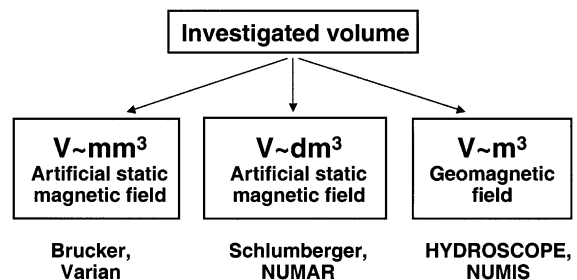 Investigated volume
V~mm³
Artificial static
magnetic field
V~dm³
Artificial static
magnetic field
V~m³
Geomagnetic
field
Brucker,
Varian
Schlumberger,
NUMAR
HYDROSCOPE,
NUMIS